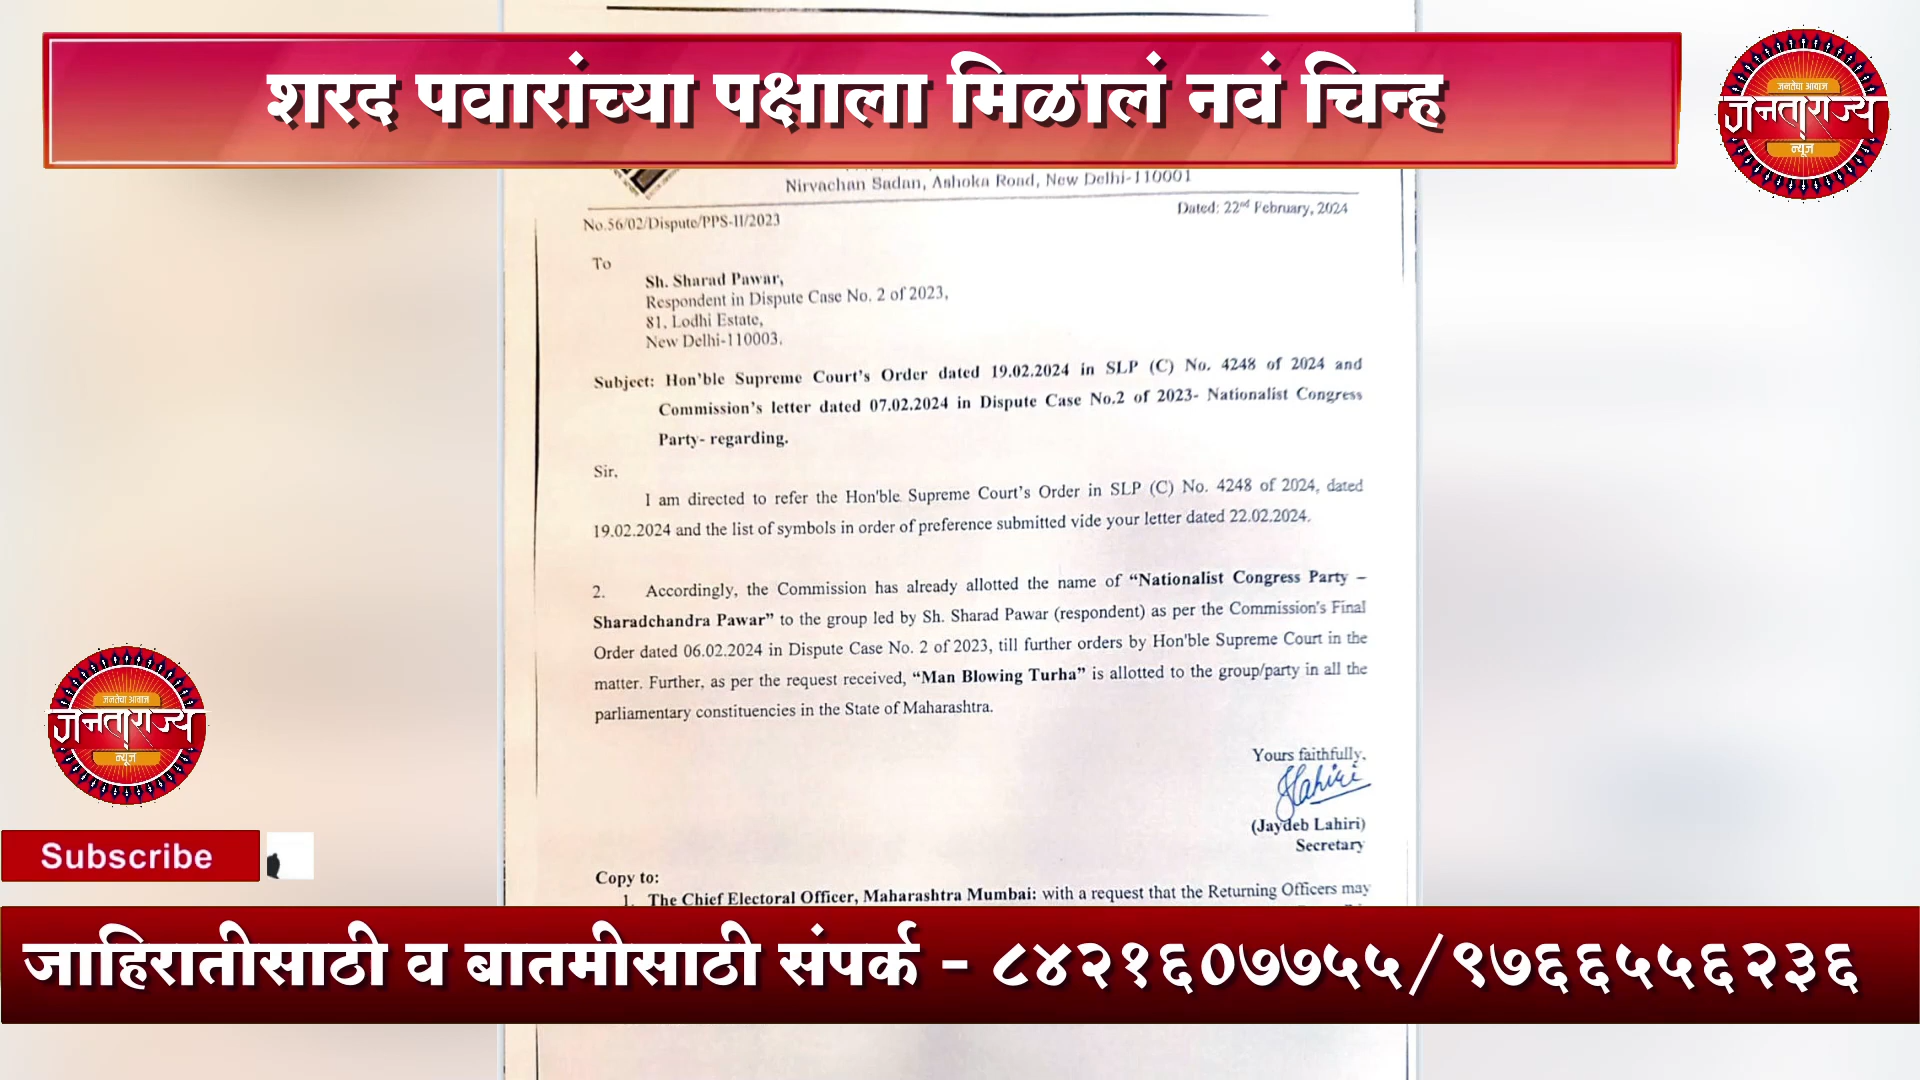 शरद पवारांच्या पक्षाला मिळालं नवं चिन्ह
जनतेचा आवाज
जनताराज्य
न्यूज
Nirvachan Sadan, Ashoka Road, New Delhi-110001
No.56/02/Dispute/PPS-II/2023
Dated: 22nd February, 2024
To
Sh. Sharad Pawar,
Respondent in Dispute Case No. 2 of 2023,
81, Lodhi Estate,
New Delhi-110003.
Subject: Hon'ble Supreme Court's Order dated 19.02.2024 in SLP (C) No. 4248 of 2024 and
Commission's letter dated 07.02.2024 in Dispute Case No.2 of 2023- Nationalist Congress
Party- regarding.
Sir,
I am directed to refer the Hon'ble Supreme Court's Order in SLP (C) No. 4248 of 2024, dated
19.02.2024 and the list of symbols in order of preference submitted vide your letter dated 22.02.2024.
2. Accordingly, the Commission has already allotted the name of “Nationalist Congress Party –
Sharadchandra Pawar” to the group led by Sh. Sharad Pawar (respondent) as per the Commission's Final
Order dated 06.02.2024 in Dispute Case No. 2 of 2023, till further orders by Hon'ble Supreme Court in the
matter. Further, as per the request received, “Man Blowing Turha” is allotted to the group/party in all the
parliamentary constituencies in the State of Maharashtra.
Yours faithfully,
Lahiri
(Jaydeb Lahiri)
Secretary
Copy to:
1. The Chief Electoral Officer, Maharashtra Mumbai: with a request that the Returning Officers may
जनतेचा आवाज
जनताराज्य
न्यूज
Subscribe
जाहिरातीसाठी व बातमीसाठी संपर्क - ८४२१६०७७५५/९७६६५५६२३६